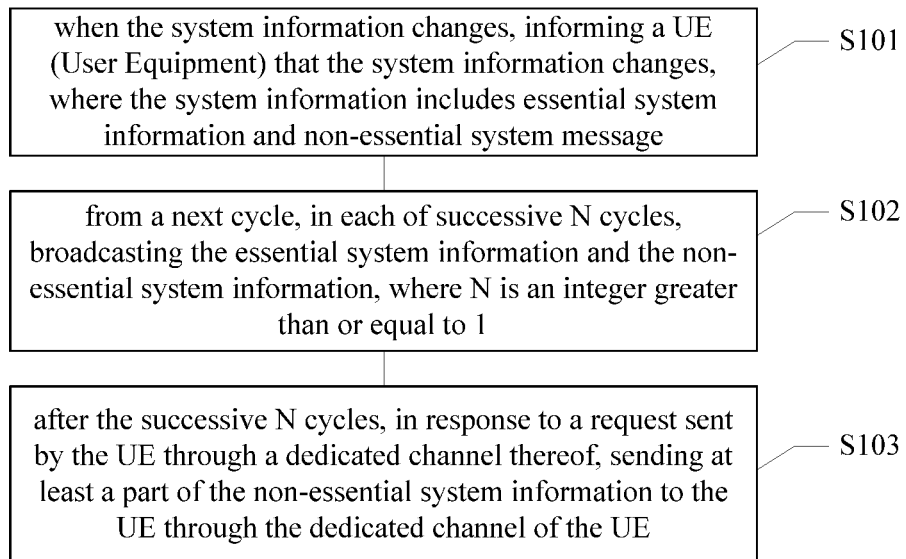 when the system information changes, informing a UE
(User Equipment) that the system information changes,
where the system information includes essential system
information and non-essential system message
S101
from a next cycle, in each of successive N cycles,
broadcasting the essential system information and the non-
essential system information, where N is an integer greater
than or equal to 1
S102
after the successive N cycles, in response to a request sent
by the UE through a dedicated channel thereof, sending at
least a part of the non-essential system information to the
UE through the dedicated channel of the UE
S103